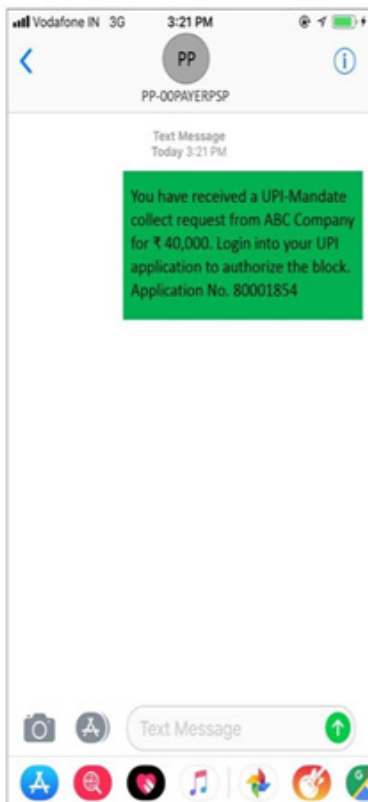 Vodafone IN 3G 3:21 PM
PP
PP-00PAYERPSP
Text Message
Today 3:21 PM
You have received a UPI-Mandate
collect request from ABC Company
for ₹ 40,000. Login into your UPI
application to authorize the block.
Application No. 80001854
Text Message